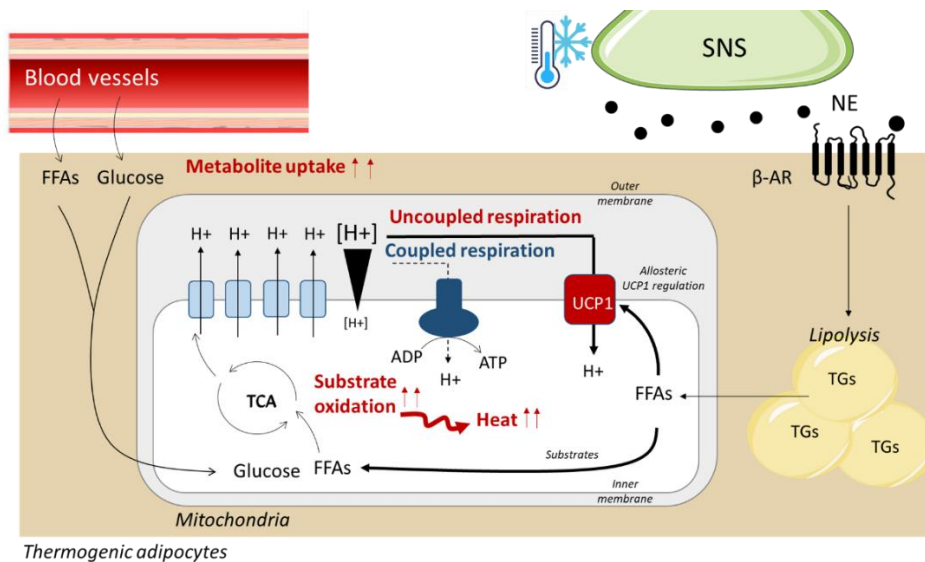 SNS
Blood vessels
NE
FFAs Glucose
Metabolite uptake ↑ ↑
β-AR
Outer
membrane
Uncoupled respiration
H+ H+ H+ H+ [H+]
Coupled respiration
Allosteric
UCP1 regulation
UCP1
[H+]
Lipolysis
ADP ATP
H+
H+
TGs
TGs
TGs
Substrate
oxidation ↑↑
TCA
Heat ↑↑
FFAs
Substrates
Glucose FFAs
Inner
membrane
Mitochondria
Thermogenic adipocytes